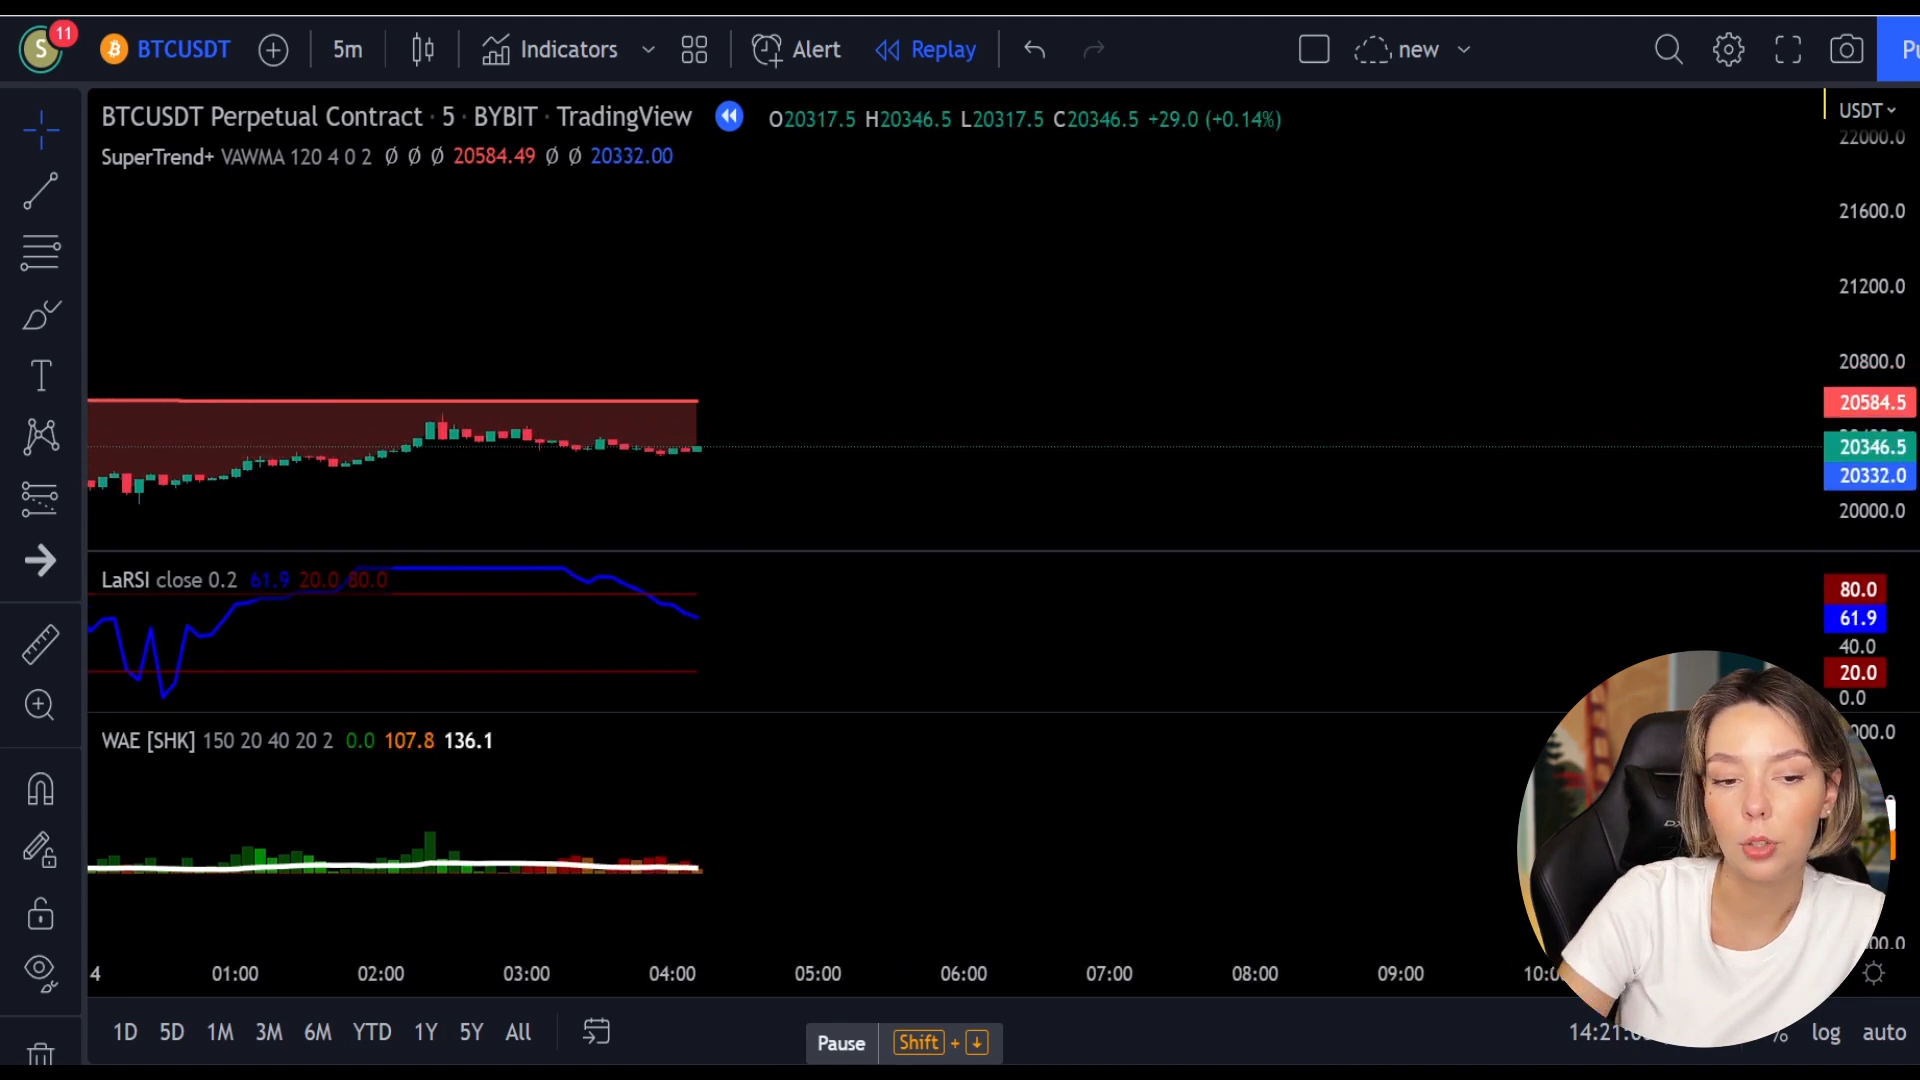 S 11 BTCUSDT 5m Indicators Alert Replay new Pu
BTCUSDT Perpetual Contract · 5 · BYBIT · TradingView O20317.5 H20346.5 L20317.5 C20346.5 +29.0 (+0.14%)
SuperTrend+ VAWMA 120 4 0 2 Ø Ø Ø 20584.49 Ø Ø 20332.00
USDT
22000.0
21600.0
21200.0
20800.0
20584.5
20346.5
20332.0
20000.0
LaRSI close 0.2 61.9 20.0 80.0
80.0
61.9
40.0
20.0
0.0
WAE [SHK] 150 20 40 20 2 0.0 107.8 136.1
4 01:00 02:00 03:00 04:00 05:00 06:00 07:00 08:00 09:00
1D 5D 1M 3M 6M YTD 1Y 5Y All
Pause Shift + ↓
% log auto